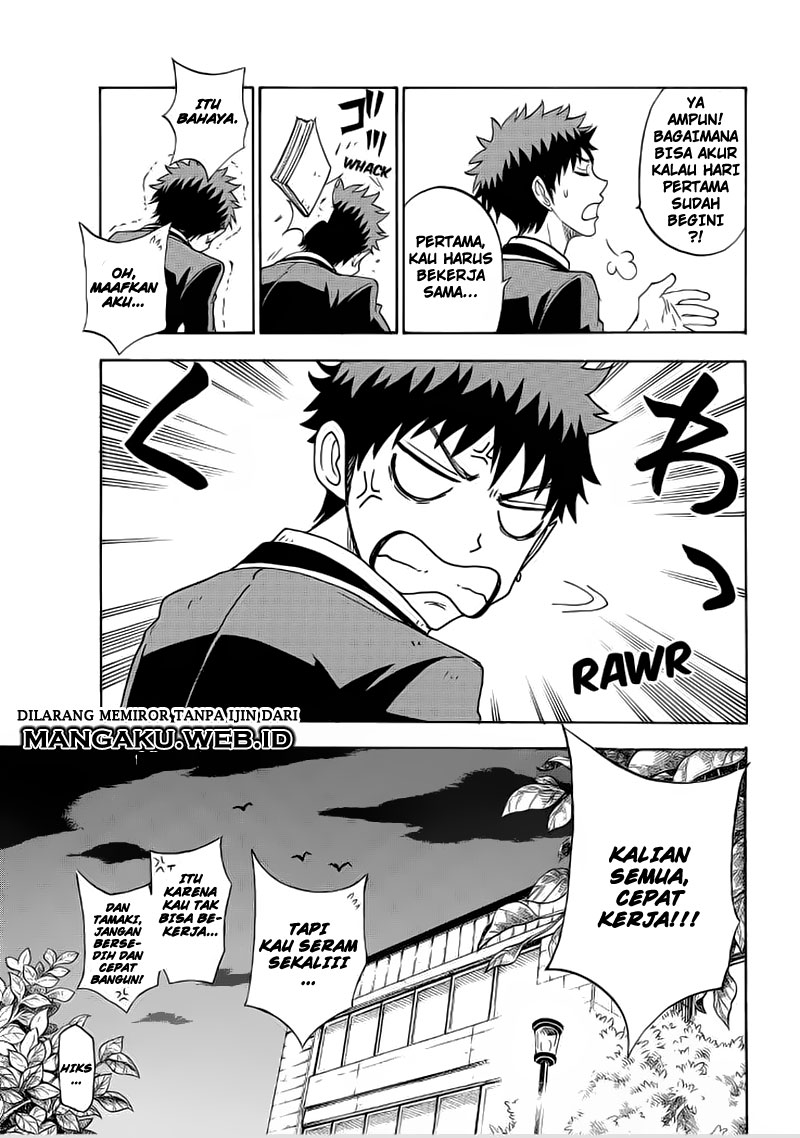 YA
AMPUN!
BAGAIMANA
BISA AKUR
KALAU HARI
PERTAMA
SUDAH
BEGINI
?!
PERTAMA,
KAU HARUS
BEKERJA
SAMA...
ゴッ
WHACK
ITU
BAHAYA.
OH,
MAAFKAN
AKU...
わっ
く
RAWR
DILARANG MEMIROR TANPA IJIN DARI
MANGAKU.WEB.ID
KALIAN
SEMUA,
CEPAT
KERJA!!!
TAPI
KAU SERAM
SEKALIII
...
ITU
KARENA
KAU TAK
BISA BE-
KERJA...
DAN
TAMAKI,
JANGAN
BERSE-
DIH DAN
CEPAT
BANGUN!
HIKS
...